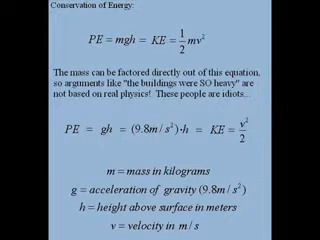 Conservation of Energy:
PE = mgh = KE = 1/2 mv²
The mass can be factored directly out of this equation,
so arguments like "the buildings were SO heavy" are
not based on real physics! These people are idiots...
PE = gh = (9.8m/s²)·h = KE = v²/2
m = mass in kilograms
g = acceleration of gravity (9.8m/s²)
h = height above surface in meters
v = velocity in m/s